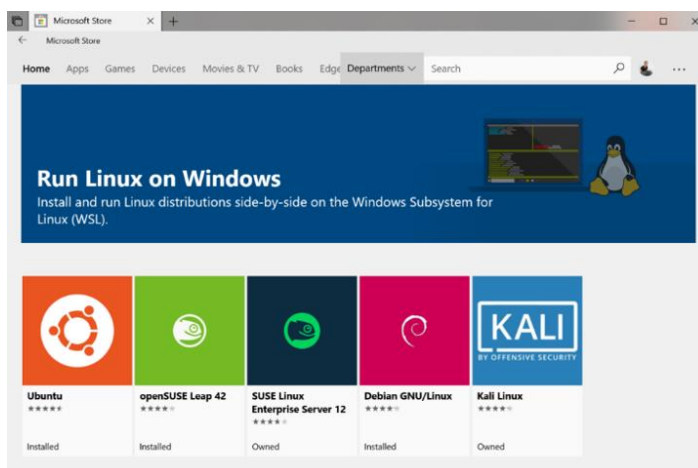 Microsoft Store
Microsoft Store
Home Apps Games Devices Movies & TV Books Edge Departments Search
Run Linux on Windows
Install and run Linux distributions side-by-side on the Windows Subsystem for
Linux (WSL).
KALI
BY OFFENSIVE SECURITY
Ubuntu
Installed
openSUSE Leap 42
Installed
SUSE Linux
Enterprise Server 12
Owned
Debian GNU/Linux
Installed
Kali Linux
Owned